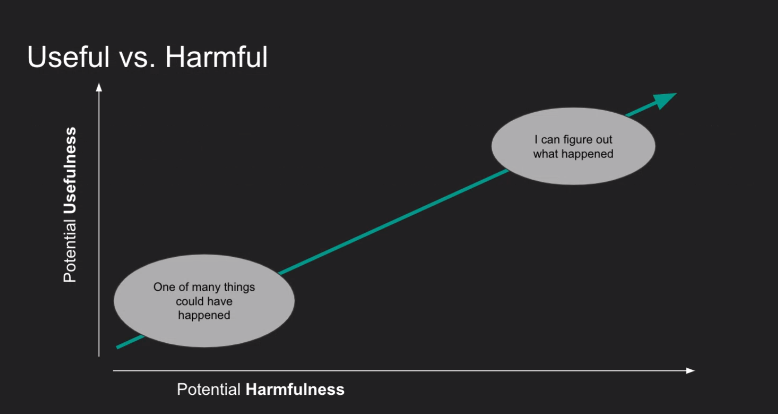 Useful vs. Harmful
Potential Usefulness
I can figure out
what happened
One of many things
could have
happened
Potential Harmfulness